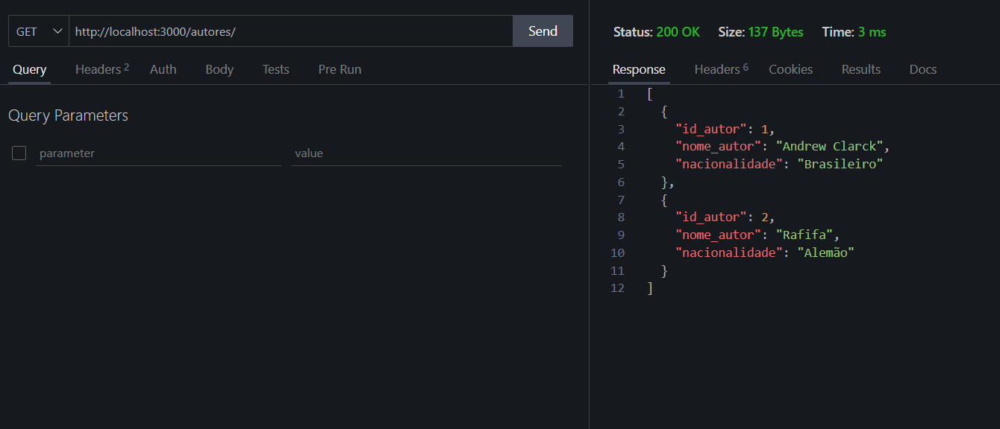 GET http://localhost:3000/autores/ Send
Query Headers 2 Auth Body Tests Pre Run
Query Parameters
parameter value
Status: 200 OK Size: 137 Bytes Time: 3 ms
Response Headers 6 Cookies Results Docs
1 [
2 {
3 "id_autor": 1,
4 "nome_autor": "Andrew Clarck",
5 "nacionalidade": "Brasileiro"
6 },
7 {
8 "id_autor": 2,
9 "nome_autor": "Rafifa",
10 "nacionalidade": "Alemão"
11 }
12 ]